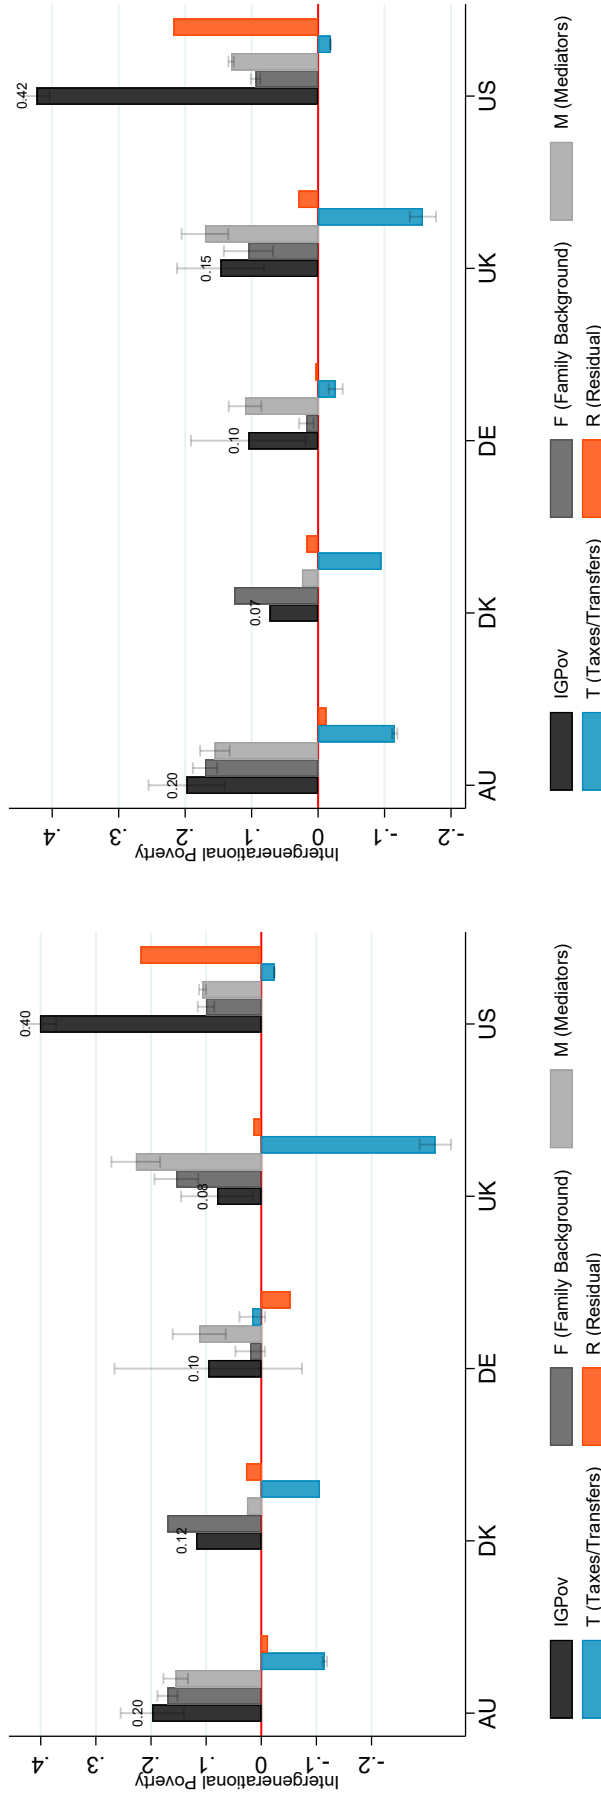 Intergenerational Poverty
.4
.3
.2
.1
0
-.1
-.2
0.20
0.12
0.10
0.08
0.40
AU
DK
DE
UK
US
IGPov
F (Family Background)
M (Mediators)
T (Taxes/Transfers)
R (Residual)
Intergenerational Poverty
.4
.3
.2
.1
0
-.1
-.2
0.20
0.07
0.10
0.15
0.42
AU
DK
DE
UK
US
IGPov
F (Family Background)
M (Mediators)
T (Taxes/Transfers)
R (Residual)